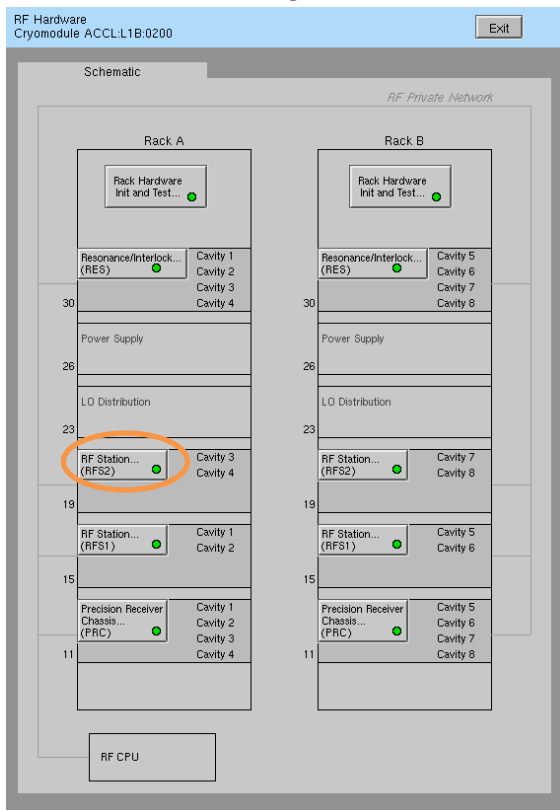 RF Hardware
Cryomodule ACCL:L1B:0200
Exit
Schematic
RF Private Network
Rack A
Rack Hardware
Init and Test...
Resonance/Interlock...
(RES)
Cavity 1
Cavity 2
Cavity 3
Cavity 4
30
Power Supply
26
LO Distribution
23
RF Station...
(RFS2)
Cavity 3
Cavity 4
19
RF Station...
(RFS1)
Cavity 1
Cavity 2
15
Precision Receiver
Chassis...
(PRC)
Cavity 1
Cavity 2
Cavity 3
Cavity 4
11
Rack B
Rack Hardware
Init and Test...
Resonance/Interlock...
(RES)
Cavity 5
Cavity 6
Cavity 7
Cavity 8
30
Power Supply
26
LO Distribution
23
RF Station...
(RFS2)
Cavity 7
Cavity 8
19
RF Station...
(RFS1)
Cavity 5
Cavity 6
15
Precision Receiver
Chassis...
(PRC)
Cavity 5
Cavity 6
Cavity 7
Cavity 8
11
RF CPU